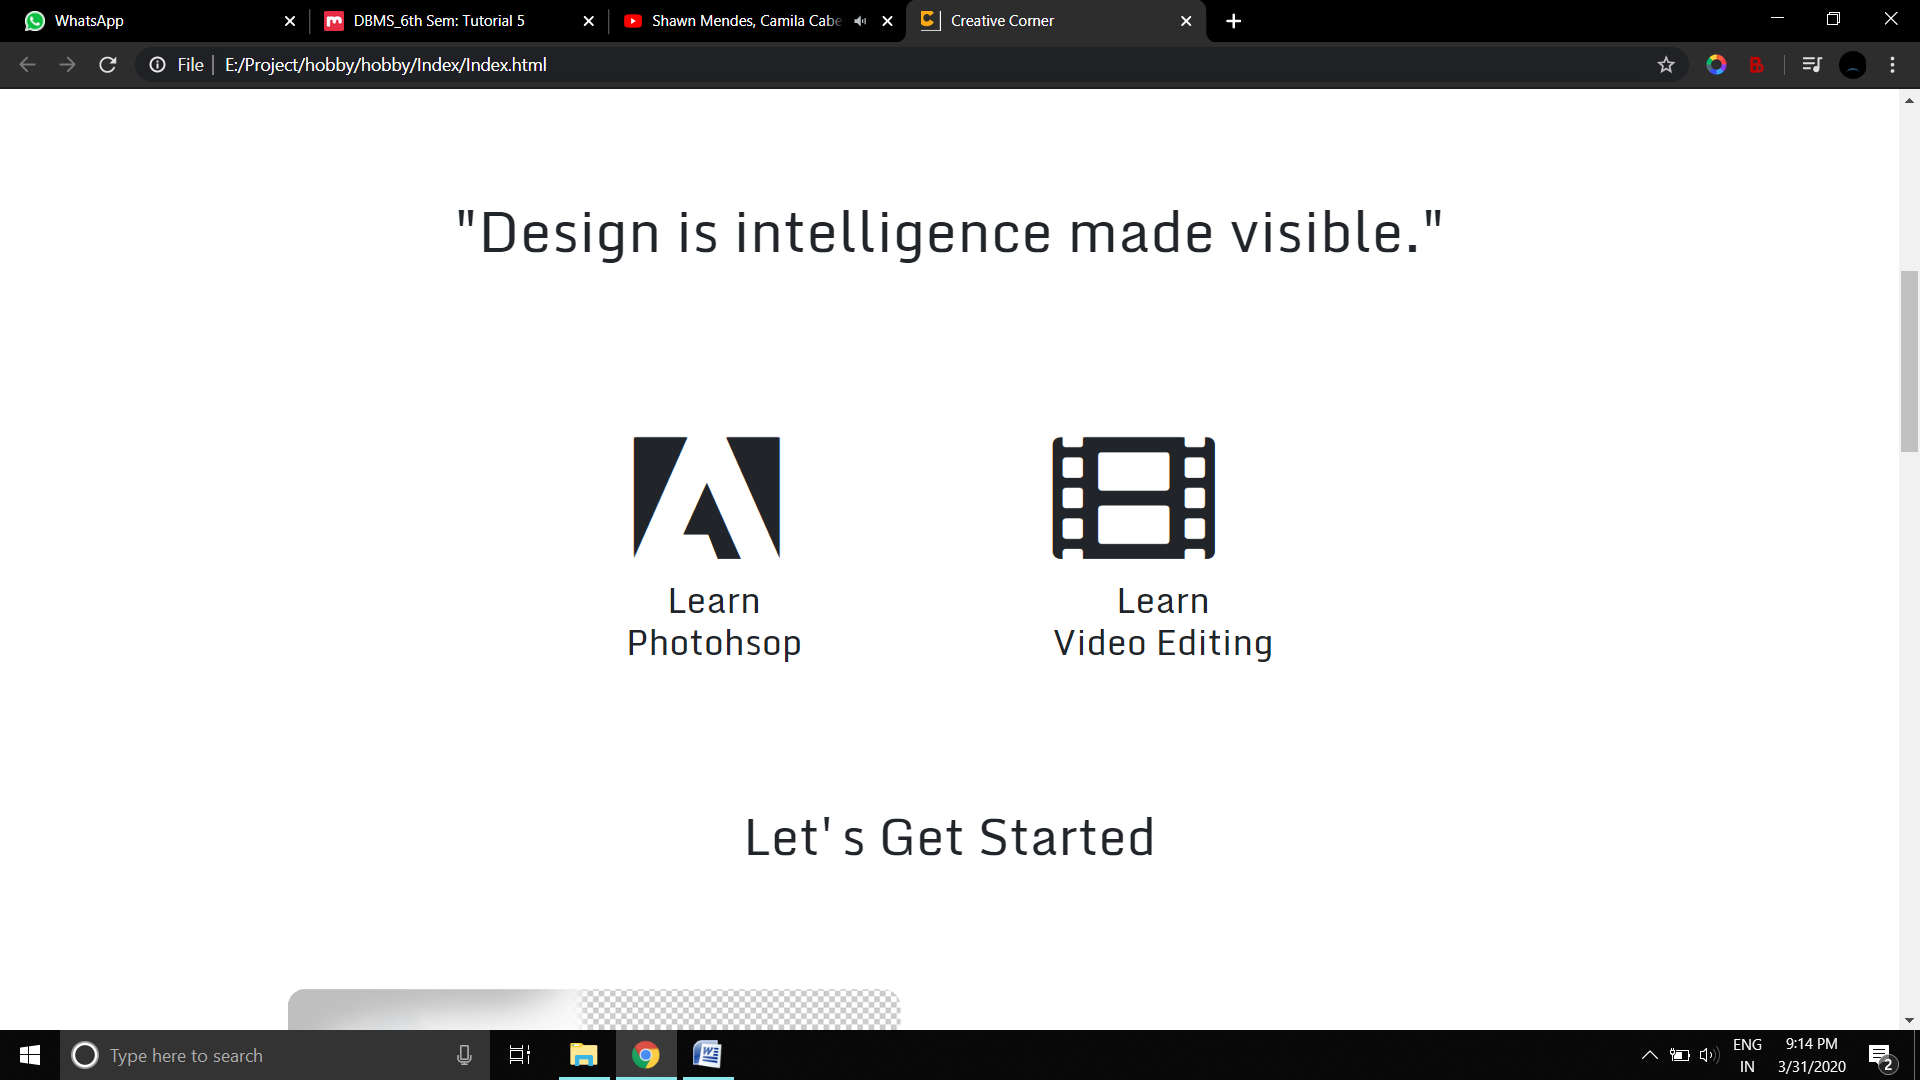 WhatsApp
DBMS_6th Sem: Tutorial 5
Shawn Mendes, Camila Cabe
Creative Corner
File
E:/Project/hobby/hobby/Index/Index.html
"Design is intelligence made visible."
Learn
Photohsop
Learn
Video Editing
Let's Get Started
Type here to search
ENG
IN
9:14 PM
3/31/2020
2